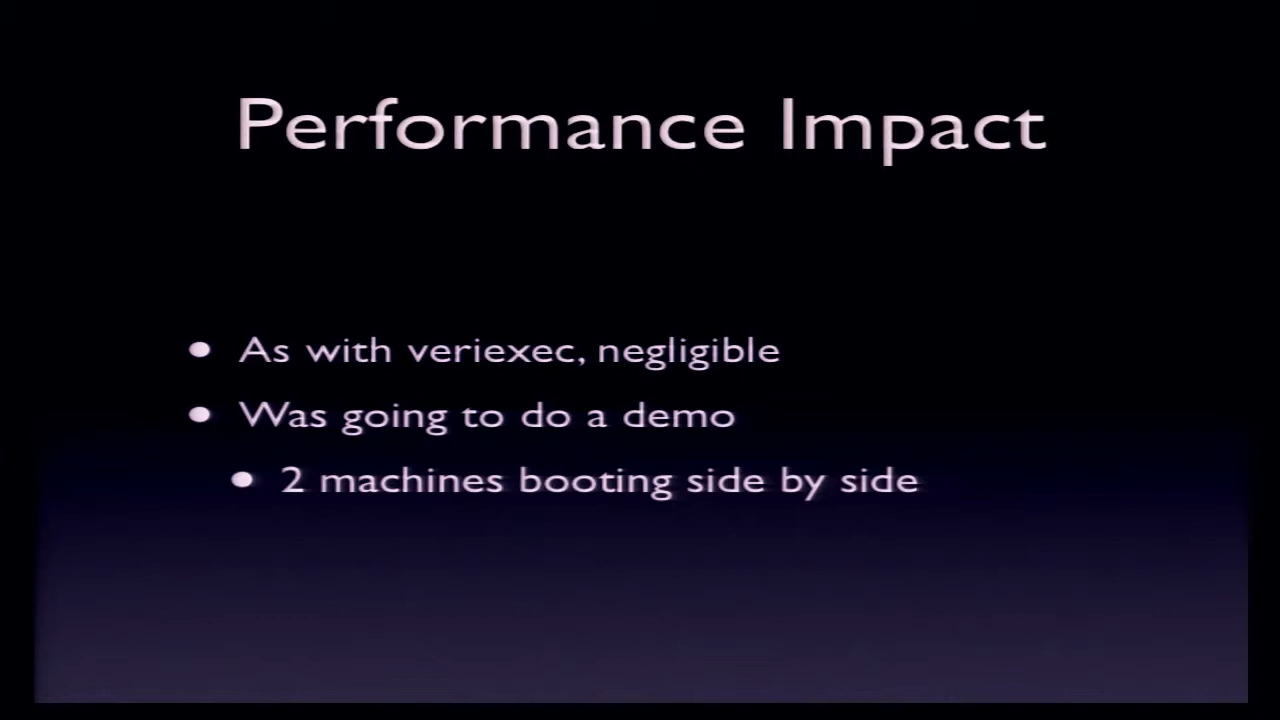 Performance Impact
• As with veriexec, negligible
• Was going to do a demo
• 2 machines booting side by side